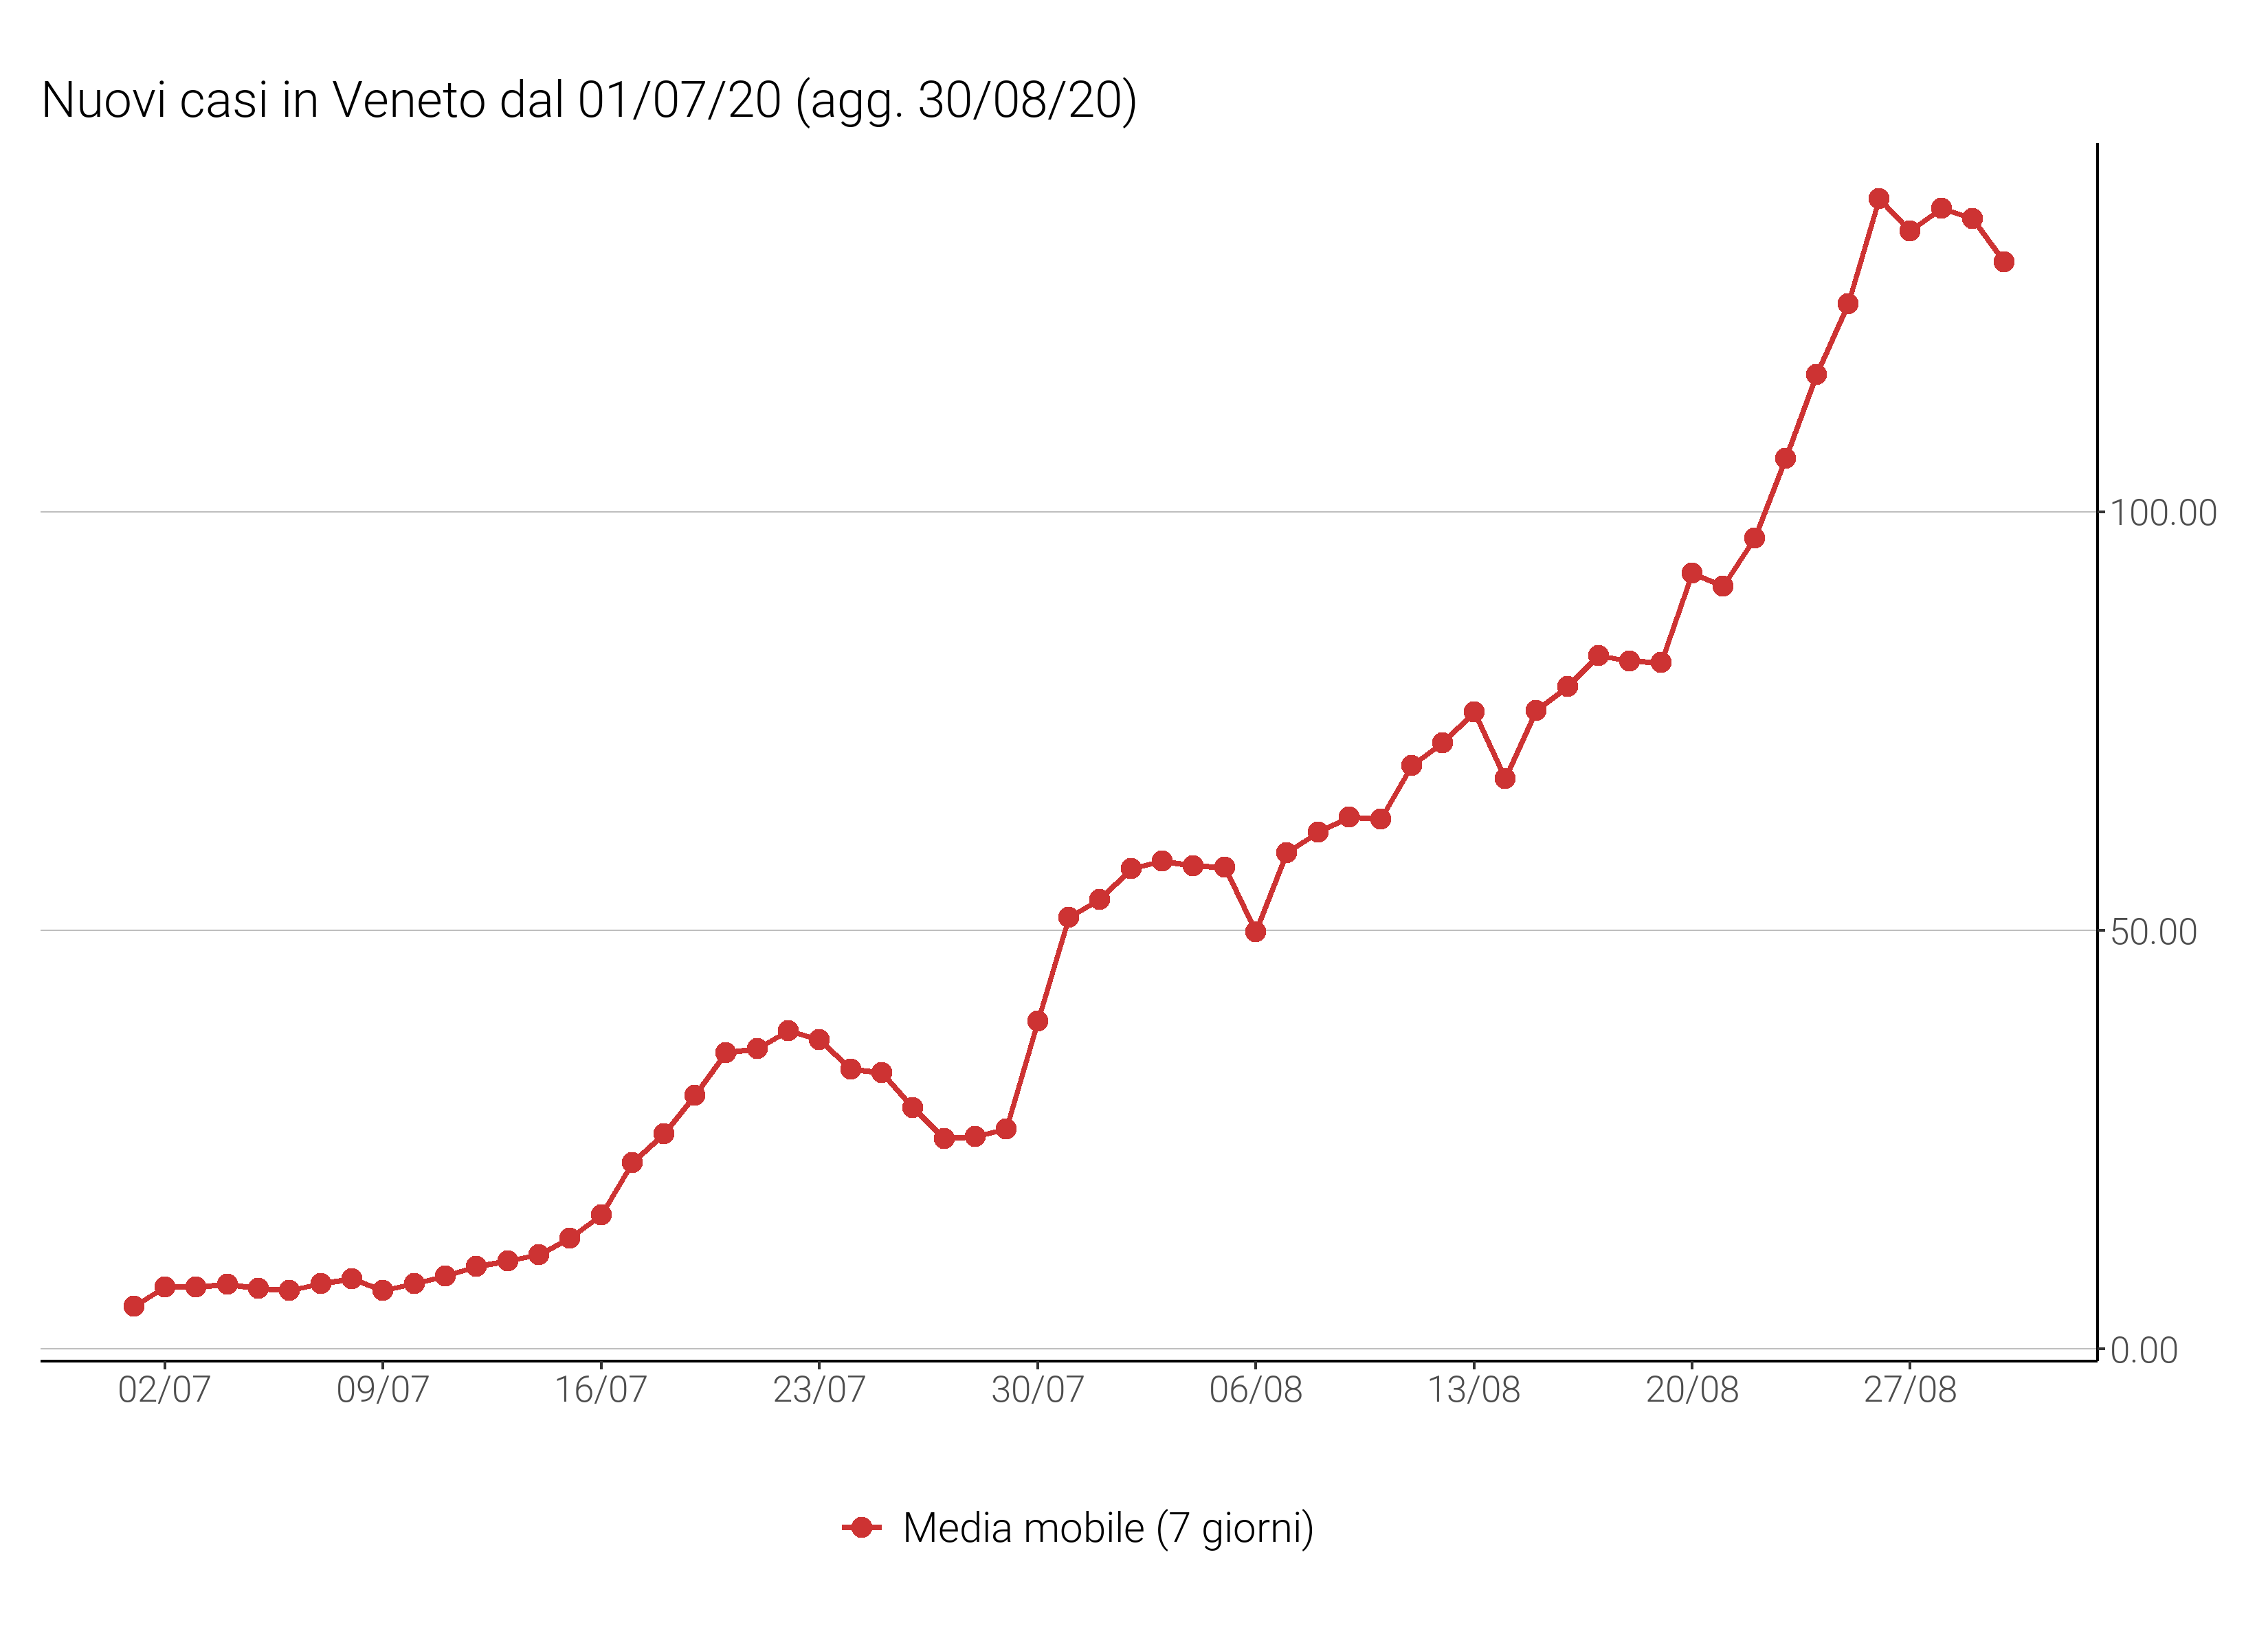 Nuovi casi in Veneto dal 01/07/20 (agg. 30/08/20)
100.00
50.00
0.00
02/07 09/07 16/07 23/07 30/07 06/08 13/08 20/08 27/08
Media mobile (7 giorni)